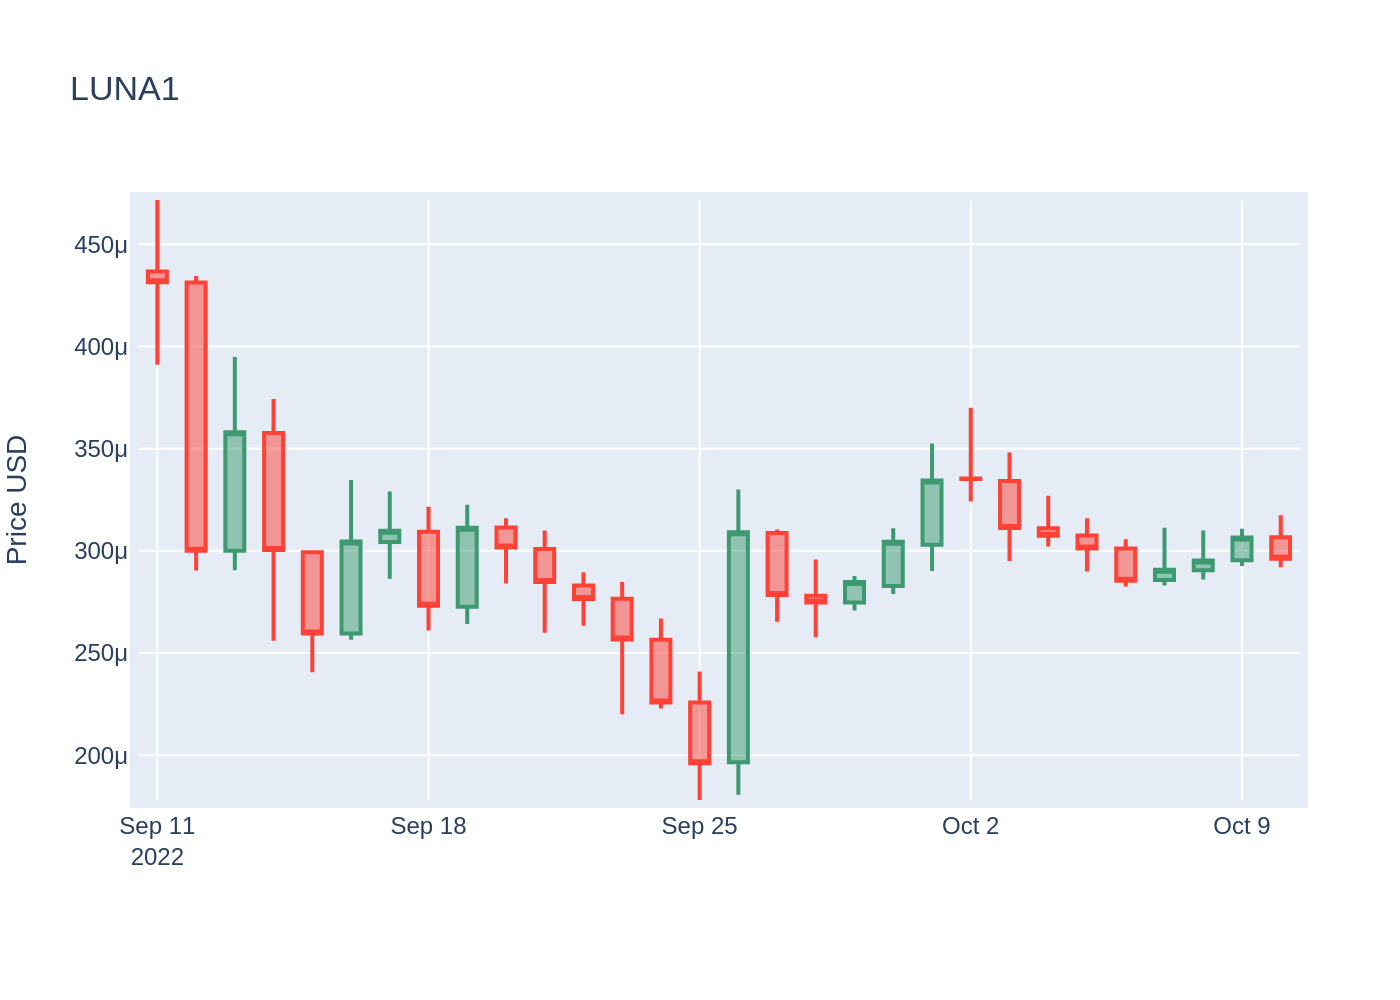 LUNA1
Price USD
450μ
400μ
350μ
300μ
250μ
200μ
Sep 11
2022
Sep 18
Sep 25
Oct 2
Oct 9